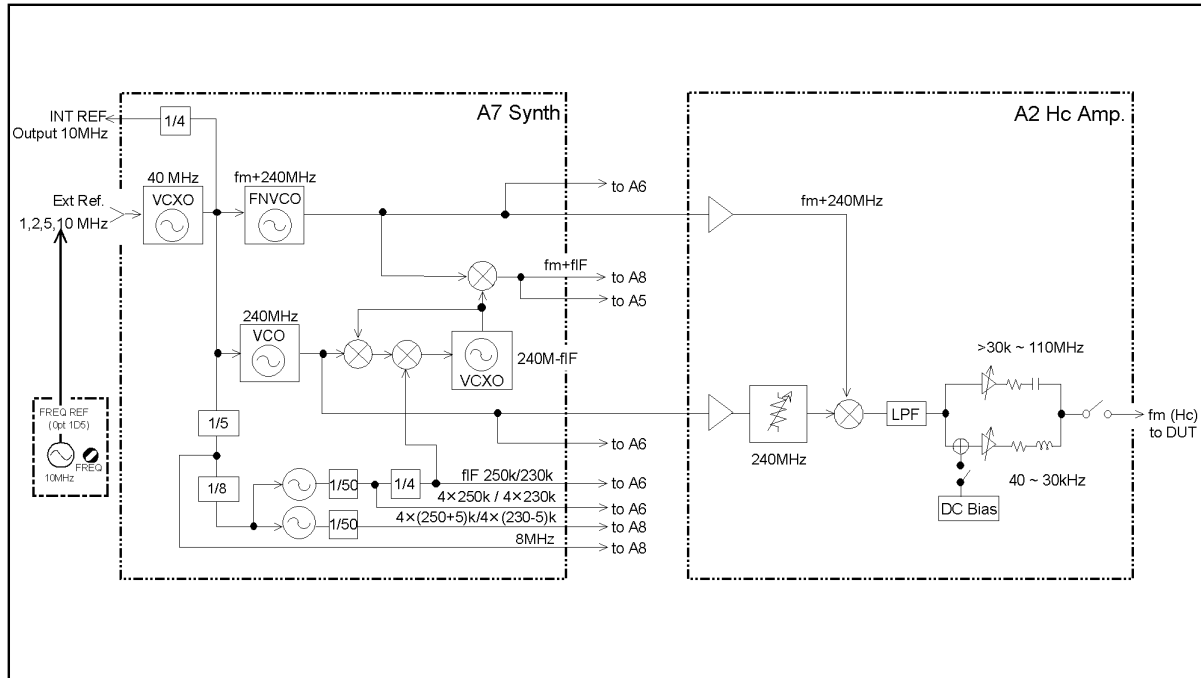 A7 Synth
A2 Hc Amp.
INT REF
Output 10MHz
1/4
40 MHz
fm+240MHz
Ext Ref.
1,2,5,10 MHz
VCXO
FNVCO
to A6
fm+240MHz
fm+fIF
to A8
to A5
240MHz
VCO
240M-fIF
VCXO
>30k ~ 110MHz
LPF
fm (Hc)
to DUT
FREQ REF
(Opt 1D5)
FREQ
10MHz
1/5
to A6
240MHz
40 ~ 30kHz
DC Bias
1/8
1/50
1/4
fIF 250k/230k
to A6
4×250k / 4×230k
to A6
1/50
4×(250+5)k/4×(230-5)k
to A8
8MHz
to A8